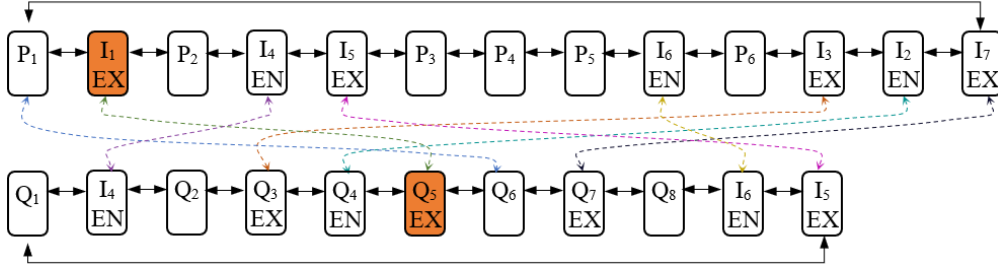 P₁ I₁ P₂ I₄ I₅ P₃ P₄ P₅ I₆ P₆ I₃ I₂ I₇
EX EN EX EN EX EN EX
Q₁ I₄ Q₂ Q₃ Q₄ Q₅ Q₆ Q₇ Q₈ I₆ I₅
EN EX EN EX EX EN EX